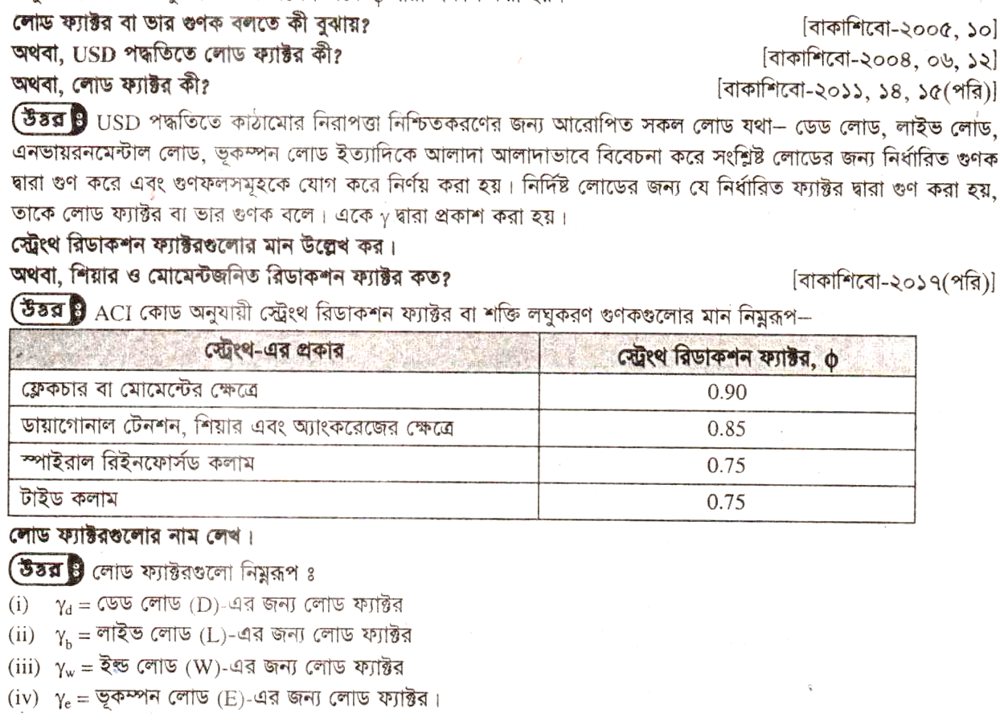 লোড ফ্যাক্টর বা ভার গুণক বলতে কী বুঝায়? [বাকাশিবো-২০০৫, ১০]
অথবা, USD পদ্ধতিতে লোড ফ্যাক্টর কী? [বাকাশিবো-২০০৪, ০৬, ১২]
অথবা, লোড ফ্যাক্টর কী? [বাকাশিবো-২০১১, ১৪, ১৫(পরি)]
উত্তর ঃ USD পদ্ধতিতে কাঠামোর নিরাপত্তা নিশ্চিতকরণের জন্য আরোপিত সকল লোড যথা– ডেড লোড, লাইভ লোড,
এনভায়রনমেন্টাল লোড, ভূকম্পন লোড ইত্যাদিকে আলাদা আলাদাভাবে বিবেচনা করে সংশ্লিষ্ট লোডের জন্য নির্ধারিত গুণক
দ্বারা গুণ করে এবং গুণফলসমূহকে যোগ করে নির্ণয় করা হয়। নির্দিষ্ট লোডের জন্য যে নির্ধারিত ফ্যাক্টর দ্বারা গুণ করা হয়,
তাকে লোড ফ্যাক্টর বা ভার গুণক বলে। একে γ দ্বারা প্রকাশ করা হয়।
স্ট্রেংথ রিডাকশন ফ্যাক্টরগুলোর মান উল্লেখ কর।
অথবা, শিয়ার ও মোমেন্টজনিত রিডাকশন ফ্যাক্টর কত? [বাকাশিবো-২০১৭(পরি)]
উত্তর ঃ ACI কোড অনুযায়ী স্ট্রেংথ রিডাকশন ফ্যাক্টর বা শক্তি লঘুকরণ গুণকগুলোর মান নিম্নরূপ–
স্ট্রেংথ-এর প্রকার স্ট্রেংথ রিডাকশন ফ্যাক্টর, ϕ
ফ্লেকচার বা মোমেন্টের ক্ষেত্রে 0.90
ডায়াগোনাল টেনশন, শিয়ার এবং অ্যাংকরেজের ক্ষেত্রে 0.85
স্পাইরাল রিইনফোর্সড কলাম 0.75
টাইড কলাম 0.75
লোড ফ্যাক্টরগুলোর নাম লেখ।
উত্তর ঃ লোড ফ্যাক্টরগুলো নিম্নরূপ ঃ
(i) γd = ডেড লোড (D)-এর জন্য লোড ফ্যাক্টর
(ii) γb = লাইভ লোড (L)-এর জন্য লোড ফ্যাক্টর
(iii) γw = ইন্ড লোড (W)-এর জন্য লোড ফ্যাক্টর
(iv) γe = ভূকম্পন লোড (E)-এর জন্য লোড ফ্যাক্টর।